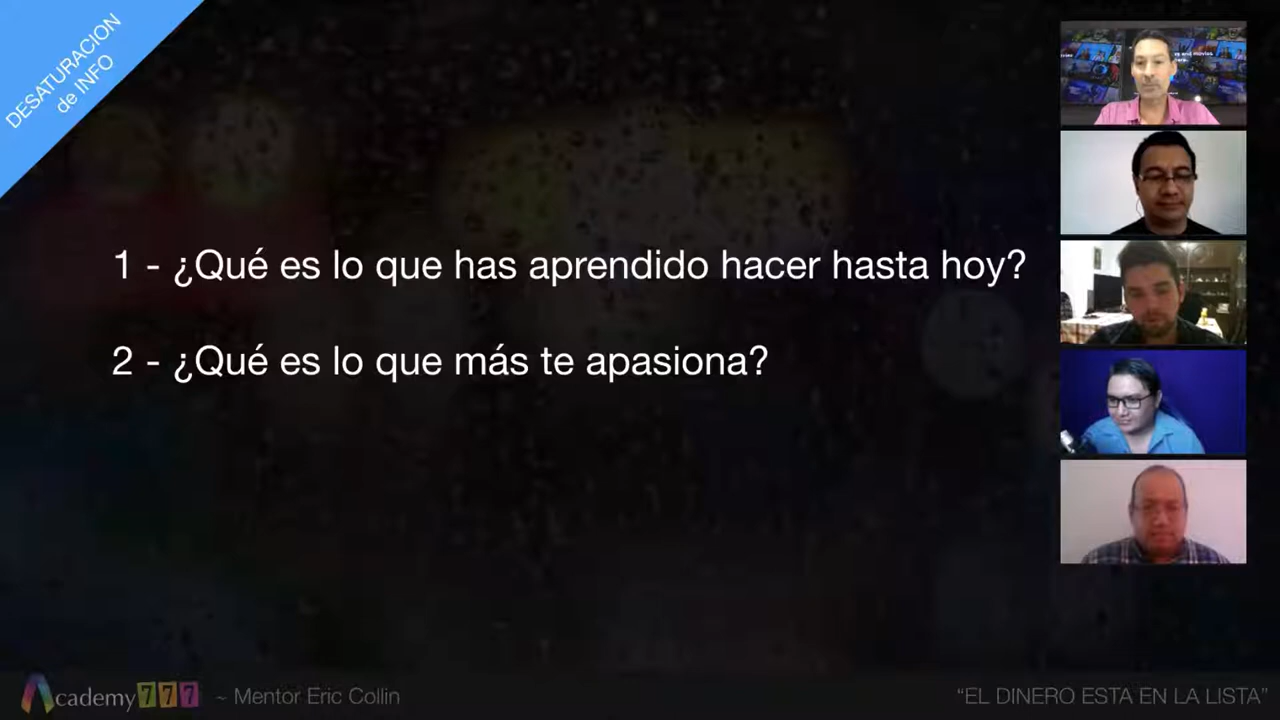 DESATURACION
de INFO
1 - ¿Qué es lo que has aprendido hacer hasta hoy?
2 - ¿Qué es lo que más te apasiona?
Academy777 ~ Mentor Eric Collin
“EL DINERO ESTA EN LA LISTA”